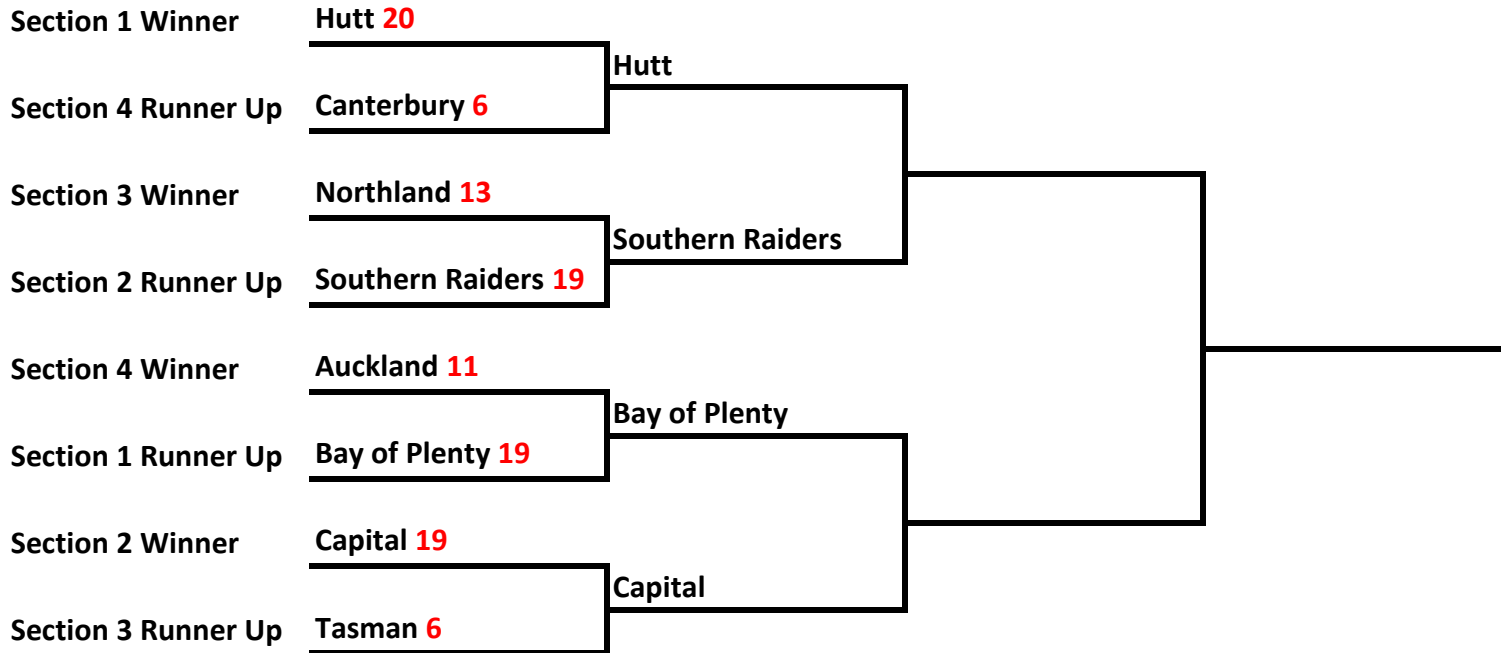 Section 1 Winner Hutt 20
Hutt
Section 4 Runner Up Canterbury 6
Section 3 Winner Northland 13
Southern Raiders
Section 2 Runner Up Southern Raiders 19
Section 4 Winner Auckland 11
Bay of Plenty
Section 1 Runner Up Bay of Plenty 19
Section 2 Winner Capital 19
Capital
Section 3 Runner Up Tasman 6